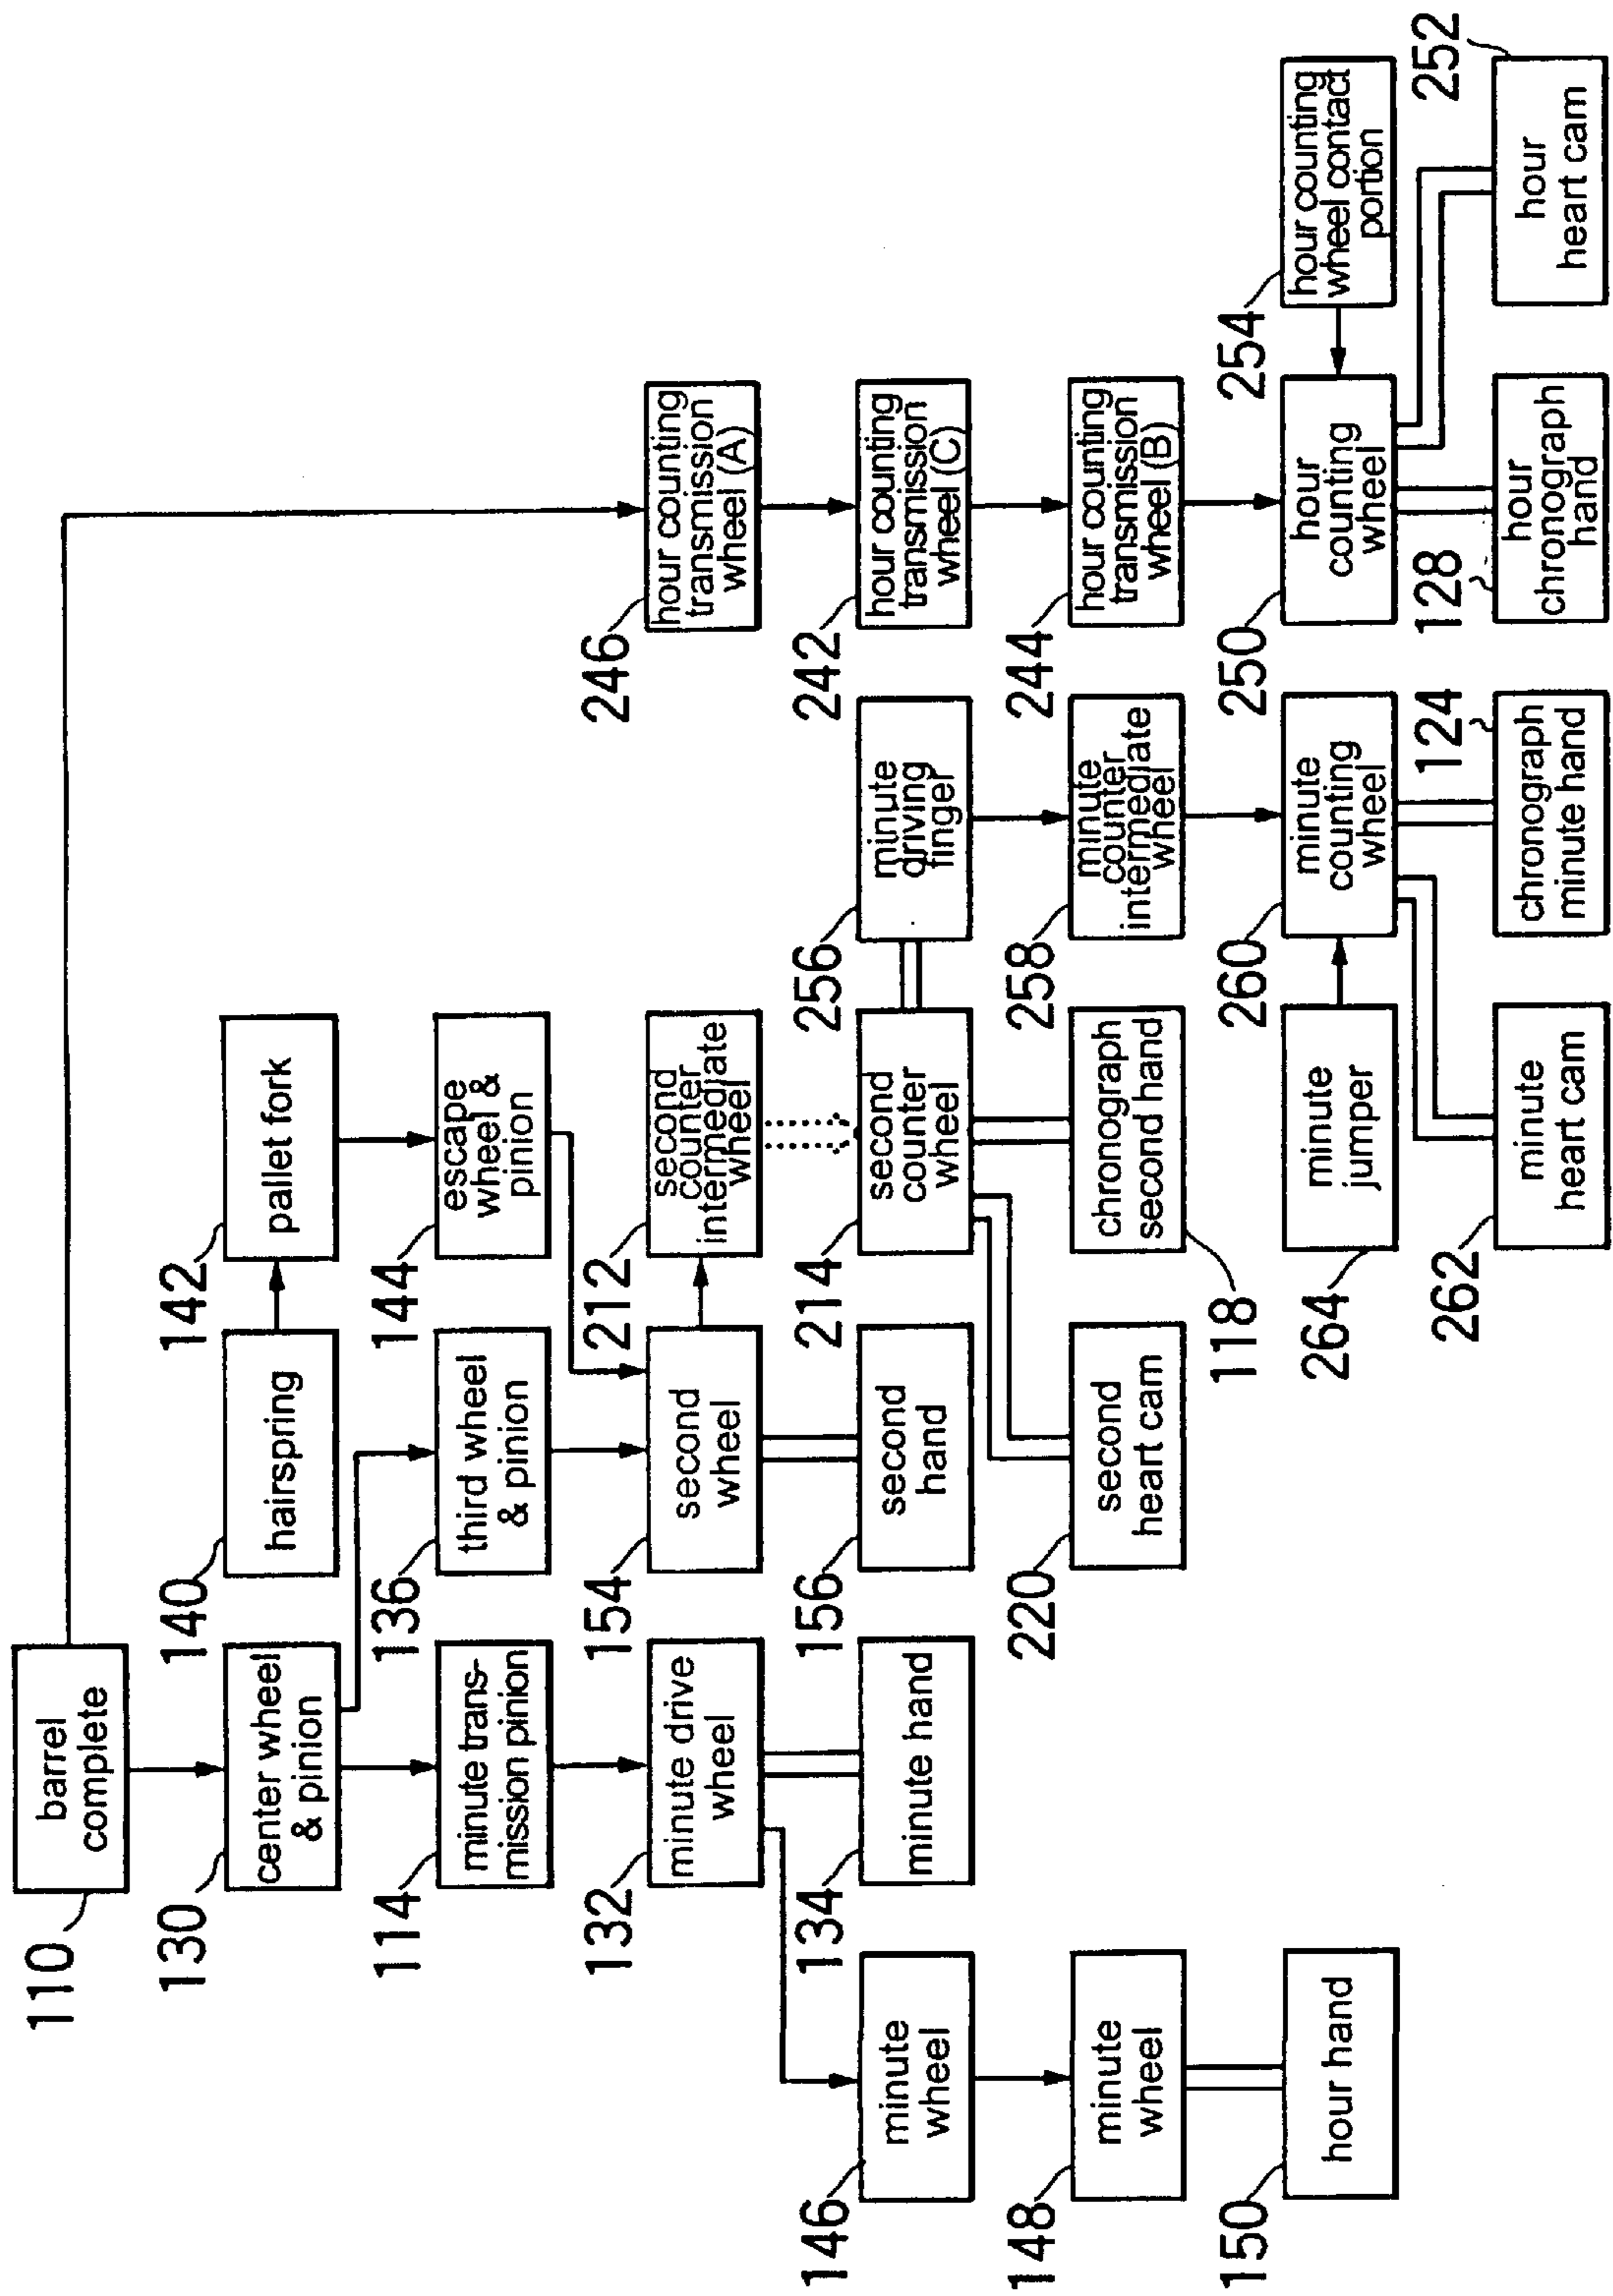 110
barrel
complete
130
center wheel
& pinion
140
hairspring
142
pallet fork
114
minute trans-
mission pinion
136
third wheel
& pinion
144
escape
wheel &
pinion
132
minute drive
wheel
154
second
wheel
212
second
counter
intermediate
wheel
246
hour counting
transmission
wheel (A)
146
minute
wheel
134
minute hand
156
second
hand
214
second
counter
wheel
256
minute
driving
finger
242
hour counting
transmission
wheel (C)
148
minute
wheel
220
second
heart cam
118
chronograph
second hand
258
minute
counter
intermediate
wheel
244
hour counting
transmission
wheel (B)
150
hour hand
264
minute
jumper
260
minute
counting
wheel
250
hour
counting
wheel
254
hour counting
wheel contact
portion
262
minute
heart cam
124
chronograph
minute hand
128
hour
chronograph
hand
252
hour
heart cam